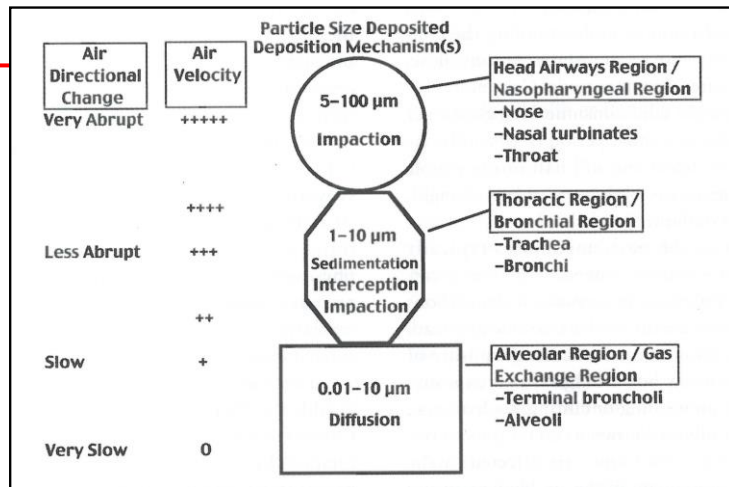 Particle Size Deposited
Deposition Mechanism(s)
Air
Directional
Change
Air
Velocity
Very Abrupt
+++++
++++
Less Abrupt
+++
++
Slow
+
Very Slow
0
5–100 µm
Impaction
1–10 µm
Sedimentation
Interception
Impaction
0.01–10 µm
Diffusion
Head Airways Region /
Nasopharyngeal Region
–Nose
–Nasal turbinates
–Throat
Thoracic Region /
Bronchial Region
–Trachea
–Bronchi
Alveolar Region / Gas
Exchange Region
–Terminal broncholi
–Alveoli